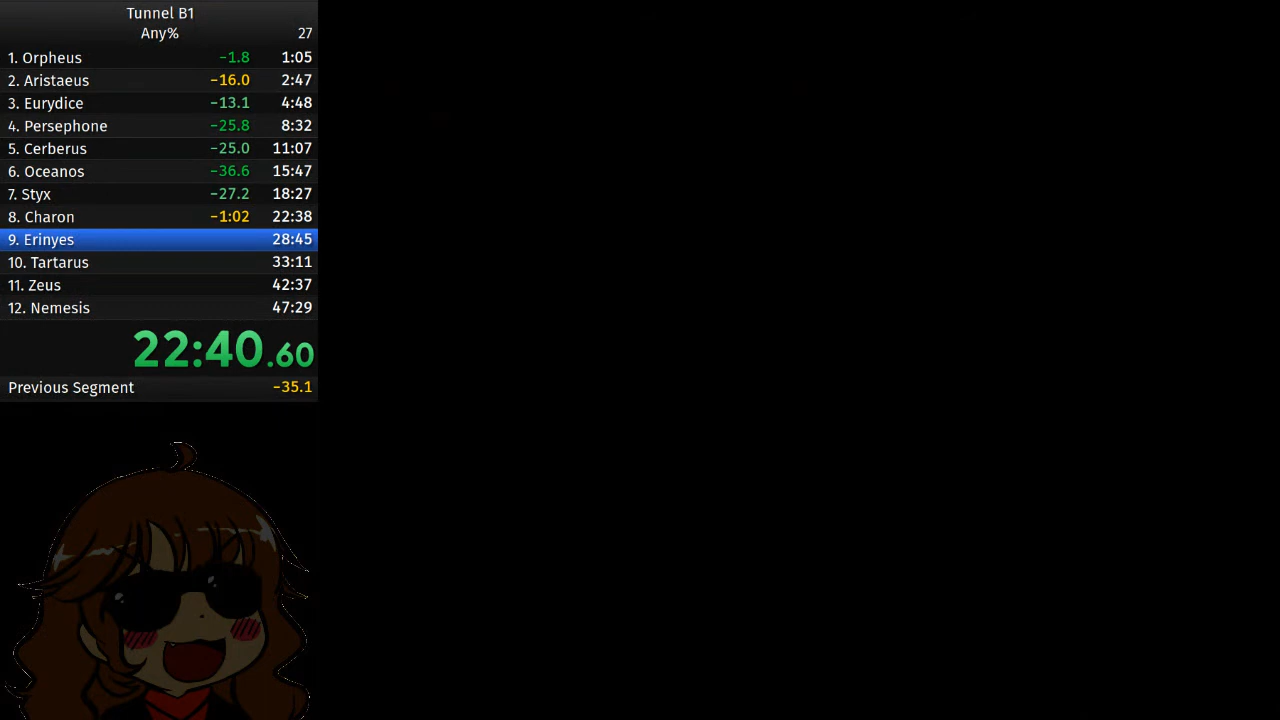 Tunnel B1
Any% 27
1. Orpheus -1.8 1:05
2. Aristaeus -16.0 2:47
3. Eurydice -13.1 4:48
4. Persephone -25.8 8:32
5. Cerberus -25.0 11:07
6. Oceanos -36.6 15:47
7. Styx -27.2 18:27
8. Charon -1:02 22:38
9. Erinyes 28:45
10. Tartarus 33:11
11. Zeus 42:37
12. Nemesis 47:29
22:40.60
Previous Segment -35.1